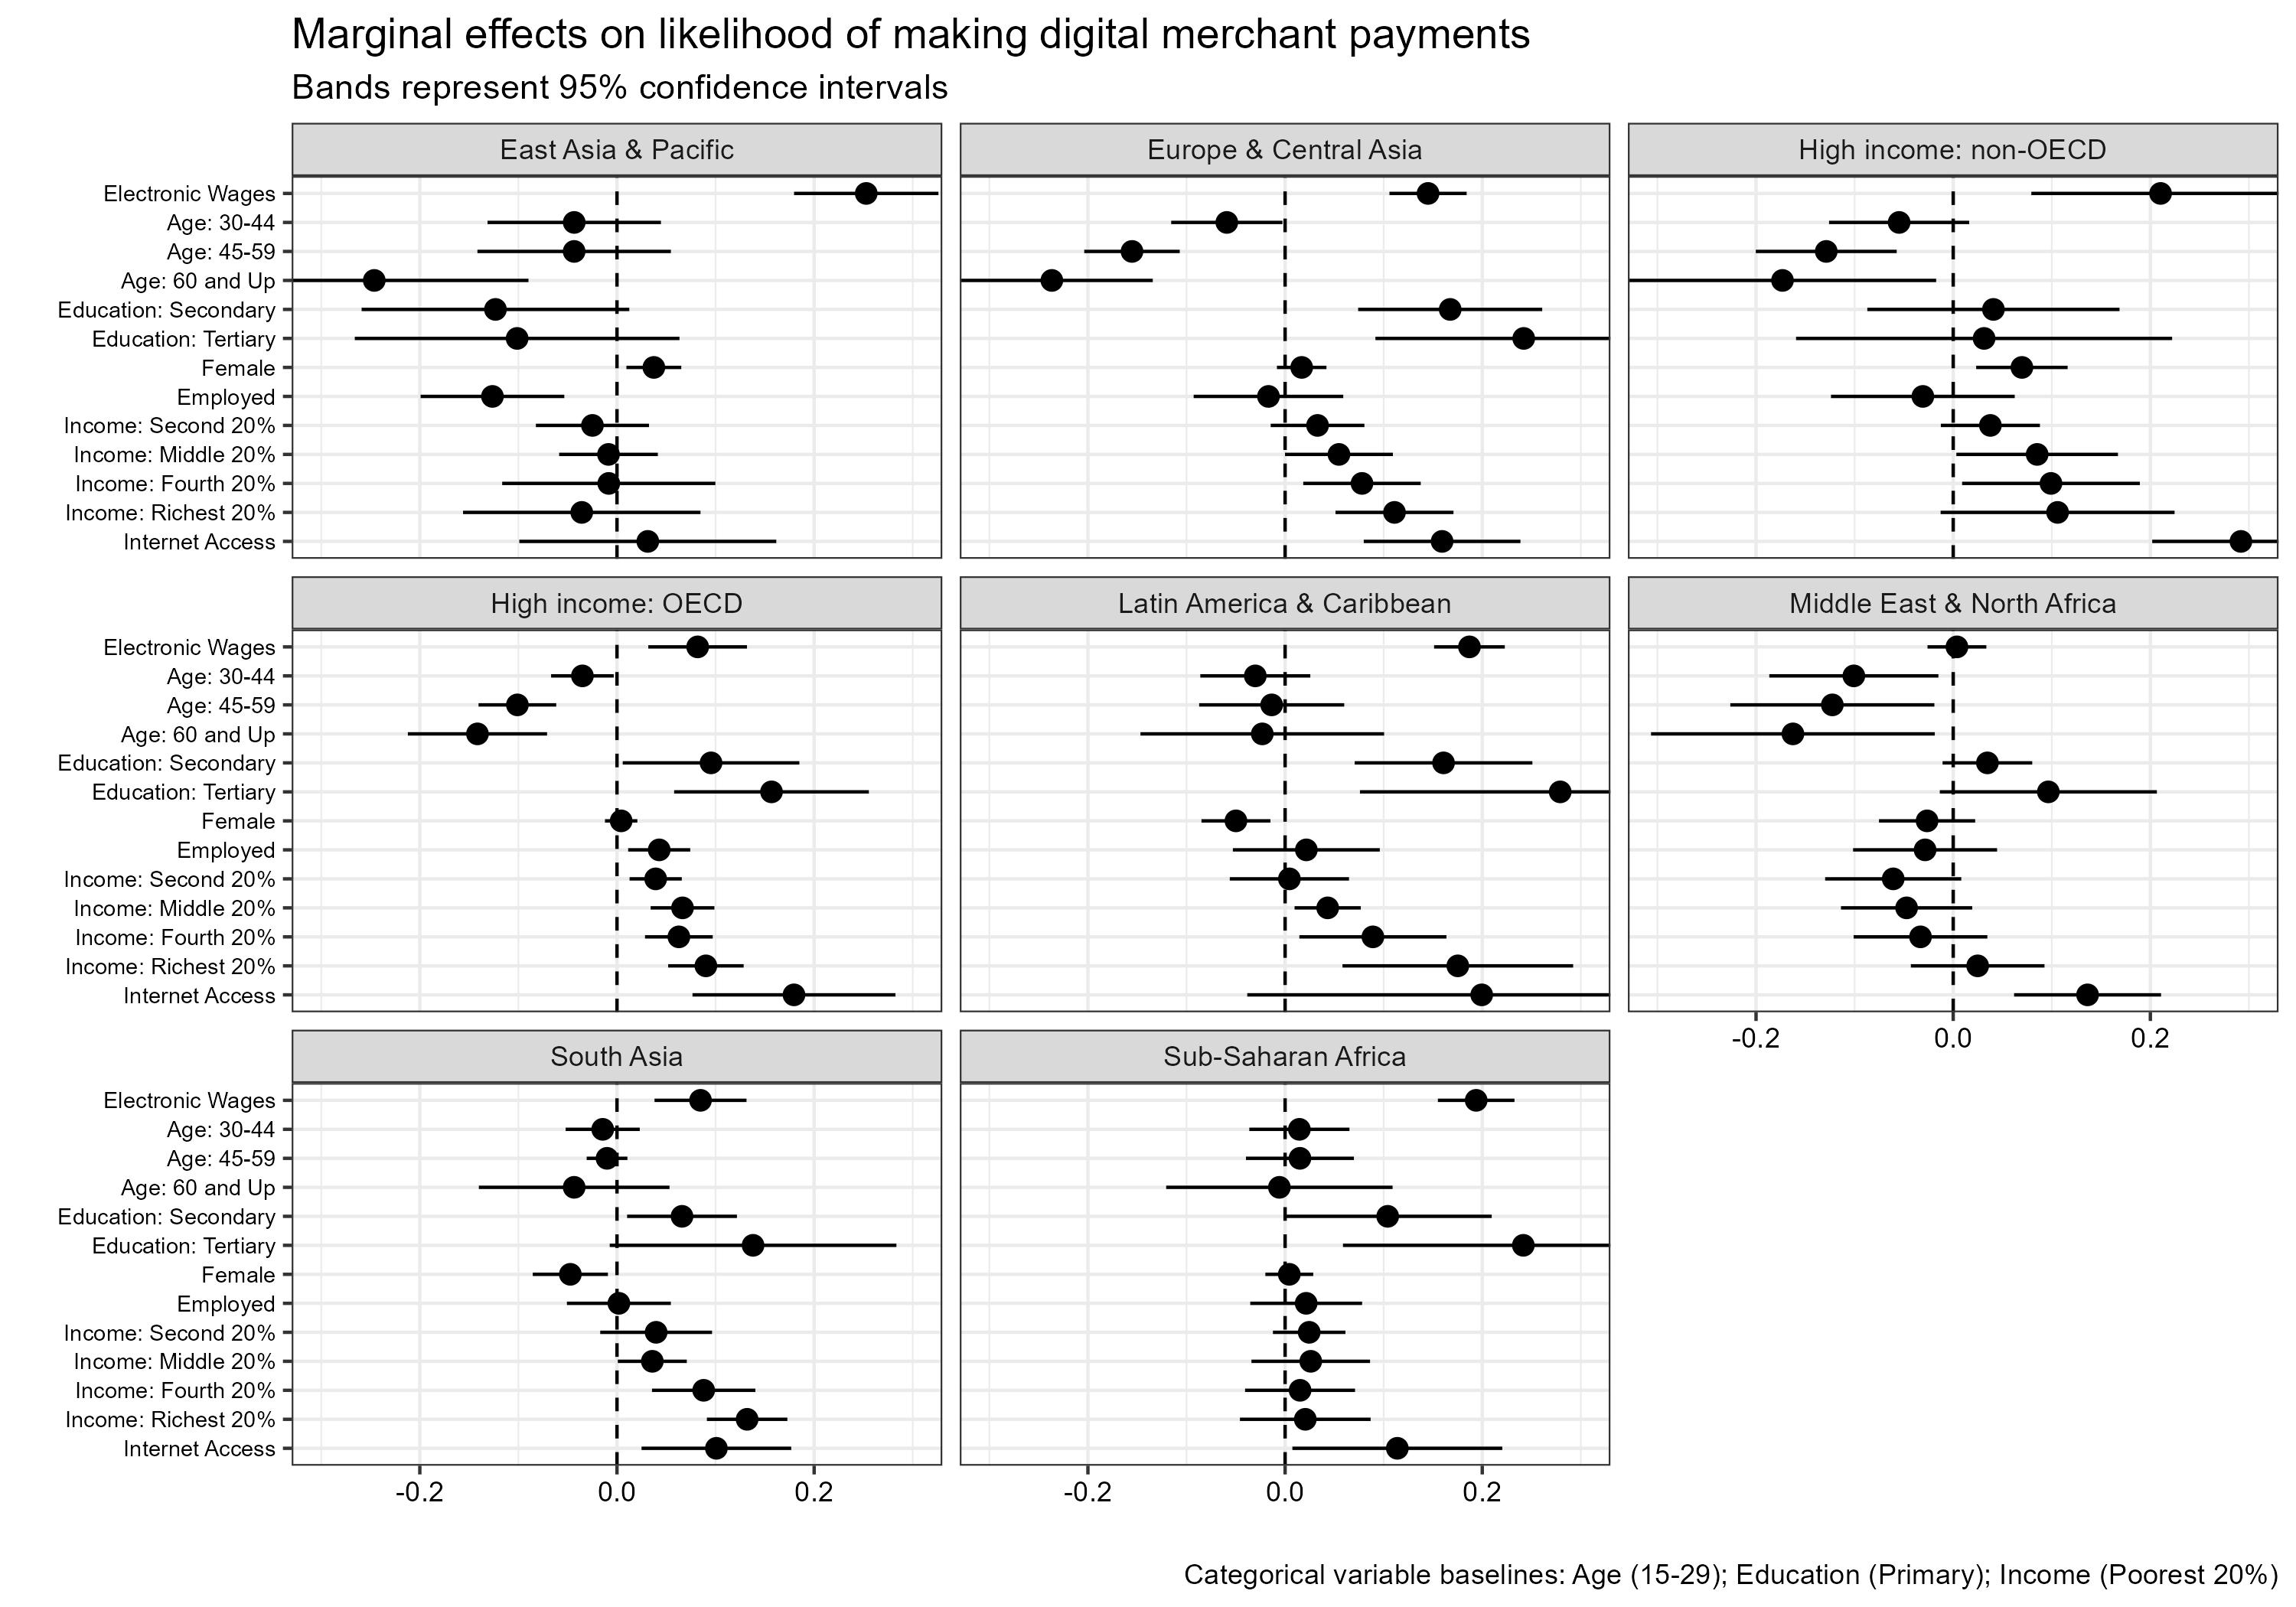 Marginal effects on likelihood of making digital merchant payments
Bands represent 95% confidence intervals
East Asia & Pacific
Europe & Central Asia
High income: non-OECD
Electronic Wages
Age: 30-44
Age: 45-59
Age: 60 and Up
Education: Secondary
Education: Tertiary
Female
Employed
Income: Second 20%
Income: Middle 20%
Income: Fourth 20%
Income: Richest 20%
Internet Access
High income: OECD
Latin America & Caribbean
Middle East & North Africa
Electronic Wages
Age: 30-44
Age: 45-59
Age: 60 and Up
Education: Secondary
Education: Tertiary
Female
Employed
Income: Second 20%
Income: Middle 20%
Income: Fourth 20%
Income: Richest 20%
Internet Access
-0.2 0.0 0.2
South Asia
Sub-Saharan Africa
Electronic Wages
Age: 30-44
Age: 45-59
Age: 60 and Up
Education: Secondary
Education: Tertiary
Female
Employed
Income: Second 20%
Income: Middle 20%
Income: Fourth 20%
Income: Richest 20%
Internet Access
-0.2 0.0 0.2
-0.2 0.0 0.2
Categorical variable baselines: Age (15-29); Education (Primary); Income (Poorest 20%)